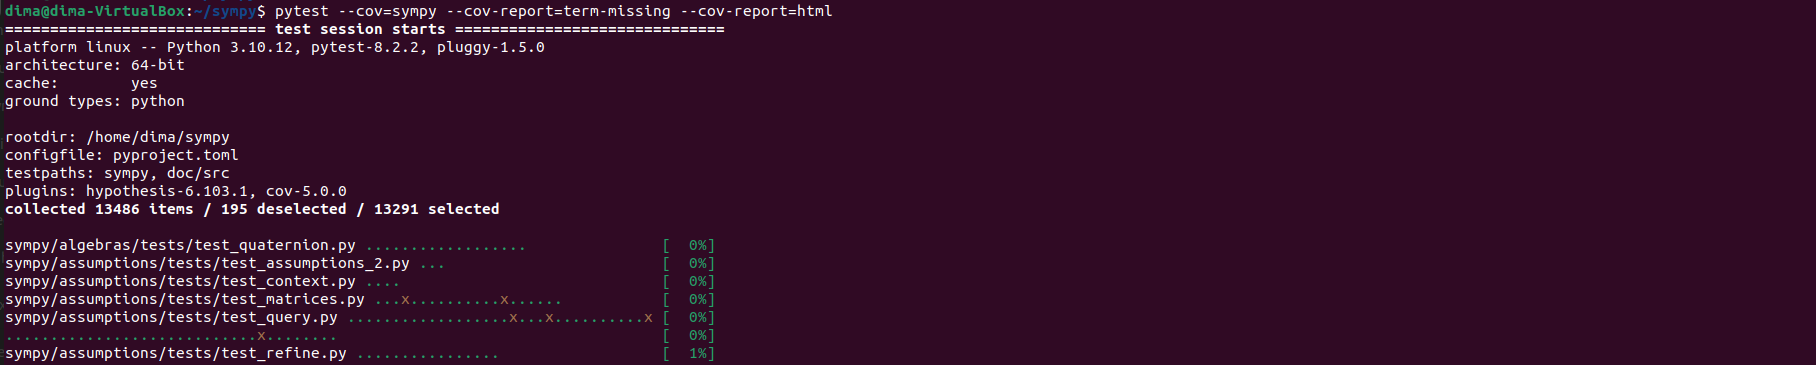 dima@dima-VirtualBox:~/sympy$ pytest --cov=sympy --cov-report=term-missing --cov-report=html
============================= test session starts ==============================
platform linux -- Python 3.10.12, pytest-8.2.2, pluggy-1.5.0
architecture: 64-bit
cache:        yes
ground types: python

rootdir: /home/dima/sympy
configfile: pyproject.toml
testpaths: sympy, doc/src
plugins: hypothesis-6.103.1, cov-5.0.0
collected 13486 items / 195 deselected / 13291 selected

sympy/algebras/tests/test_quaternion.py ..................               [  0%]
sympy/assumptions/tests/test_assumptions_2.py ...                        [  0%]
sympy/assumptions/tests/test_context.py ....                             [  0%]
sympy/assumptions/tests/test_matrices.py ...x..........x......           [  0%]
sympy/assumptions/tests/test_query.py ..................x...x..........x [  0%]
............................x........                                    [  0%]
sympy/assumptions/tests/test_refine.py ................                  [  1%]